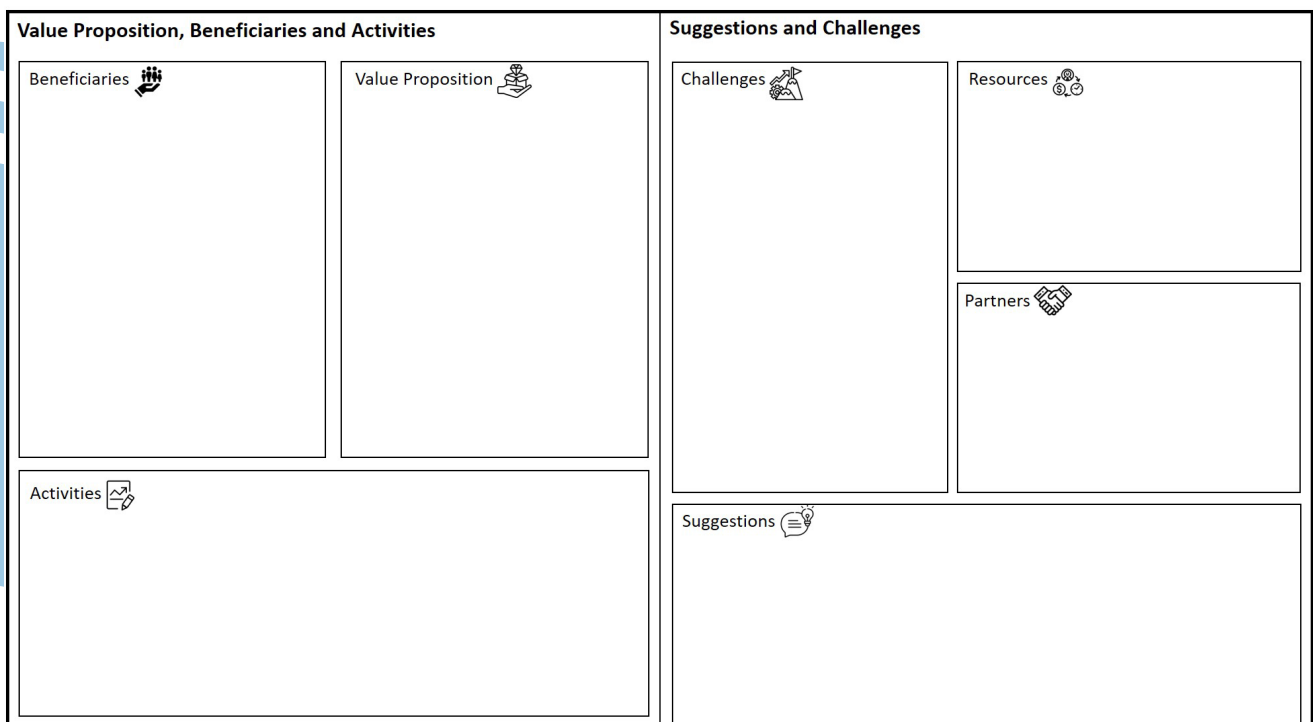 Value Proposition, Beneficiaries and Activities
Beneficiaries
Value Proposition
Activities
Suggestions and Challenges
Challenges
Resources
Partners
Suggestions